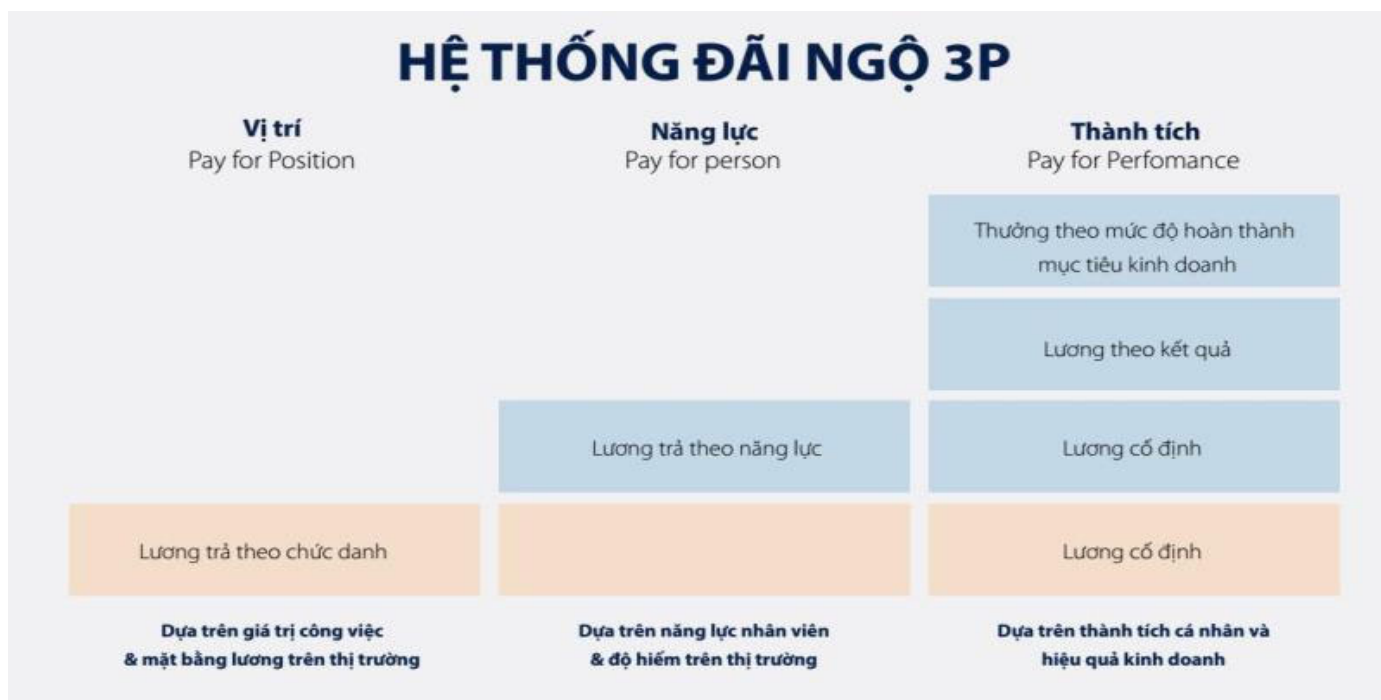 HỆ THỐNG ĐÃI NGỘ 3P
Vị trí
Pay for Position
Năng lực
Pay for person
Thành tích
Pay for Perfomance
Thưởng theo mức độ hoàn thành
mục tiêu kinh doanh
Lương theo kết quả
Lương trả theo năng lực
Lương cố định
Lương trả theo chức danh
Lương cố định
Dựa trên giá trị công việc
& mặt bằng lương trên thị trường
Dựa trên năng lực nhân viên
& độ hiếm trên thị trường
Dựa trên thành tích cá nhân và
hiệu quả kinh doanh